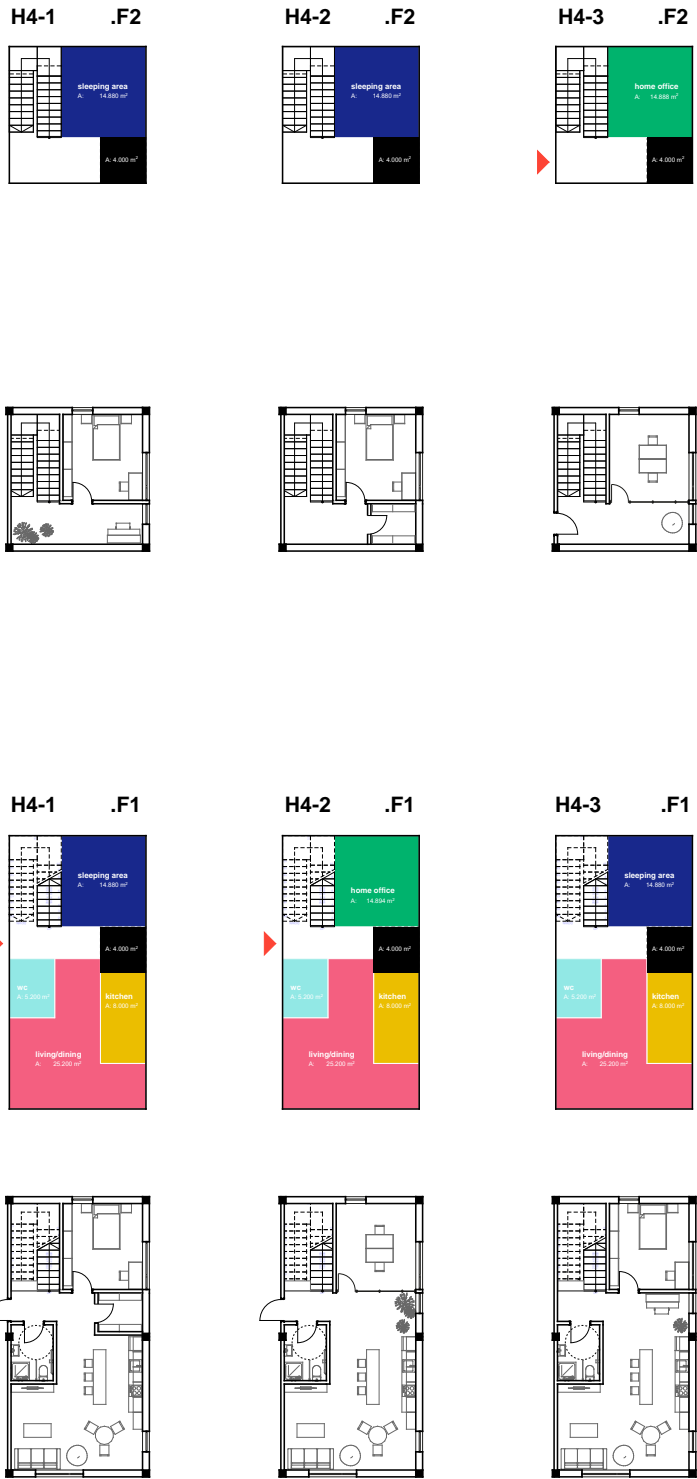 H4-1 .F2 H4-2 .F2 H4-3 .F2
sleeping area sleeping area home office
A: 14.880 m² A: 14.880 m² A: 14.888 m²
A: 4.000 m² A: 4.000 m² A: 4.000 m²
H4-1 .F1 H4-2 .F1 H4-3 .F1
sleeping area home office sleeping area
A: 14.880 m² A: 14.894 m² A: 14.880 m²
A: 4.000 m² A: 4.000 m² A: 4.000 m²
wc kitchen wc kitchen wc kitchen
A: 5.200 m² A: 8.000 m² A: 5.200 m² A: 8.000 m² A: 5.200 m² A: 8.000 m²
living/dining living/dining living/dining
A: 25.200 m² A: 25.200 m² A: 25.200 m²